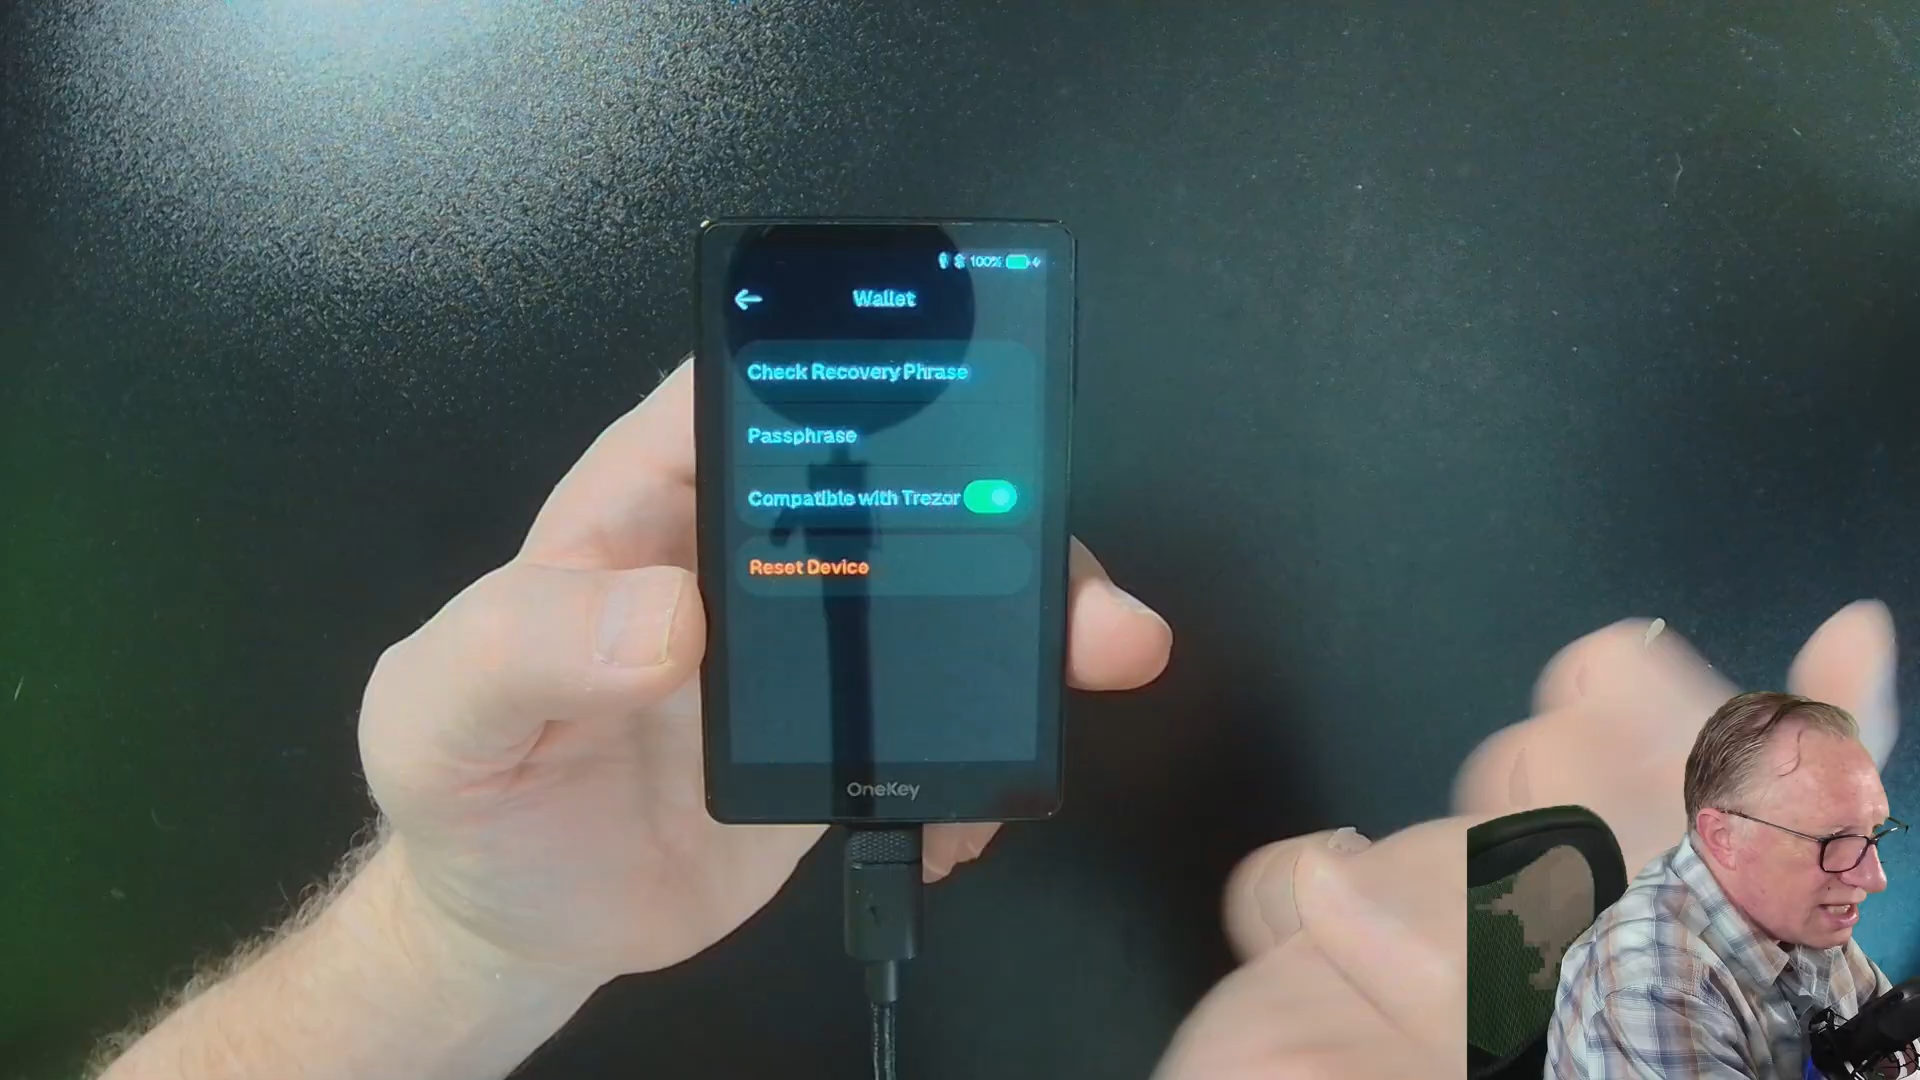 100%
Wallet
Check Recovery Phrase
Passphrase
Compatible with Trezor
Reset Device
OneKey